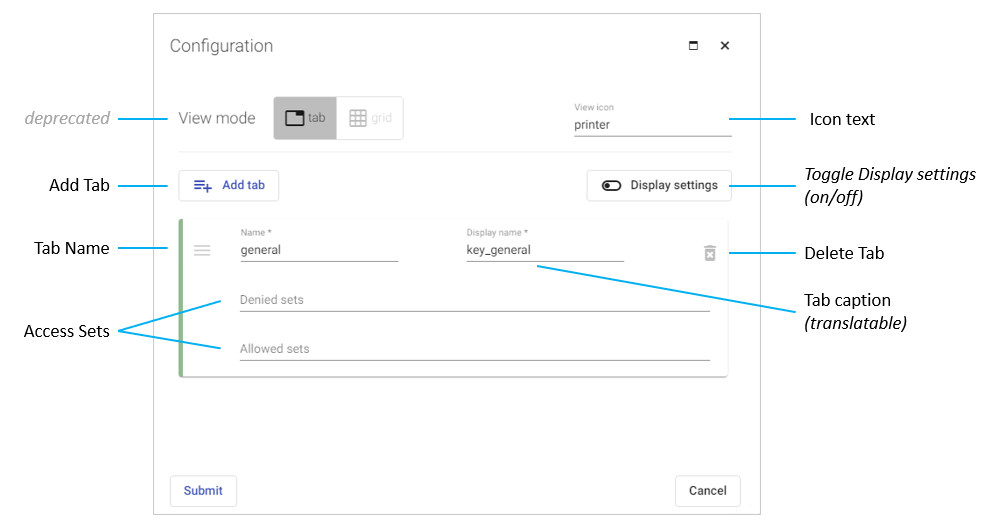 Configuration
deprecated
View mode
tab
grid
View icon
printer
Icon text
Add Tab
Add tab
Display settings
Toggle Display settings
(on/off)
Tab Name
Name *
general
Display name *
key_general
Delete Tab
Denied sets
Tab caption
(translatable)
Access Sets
Allowed sets
Submit
Cancel